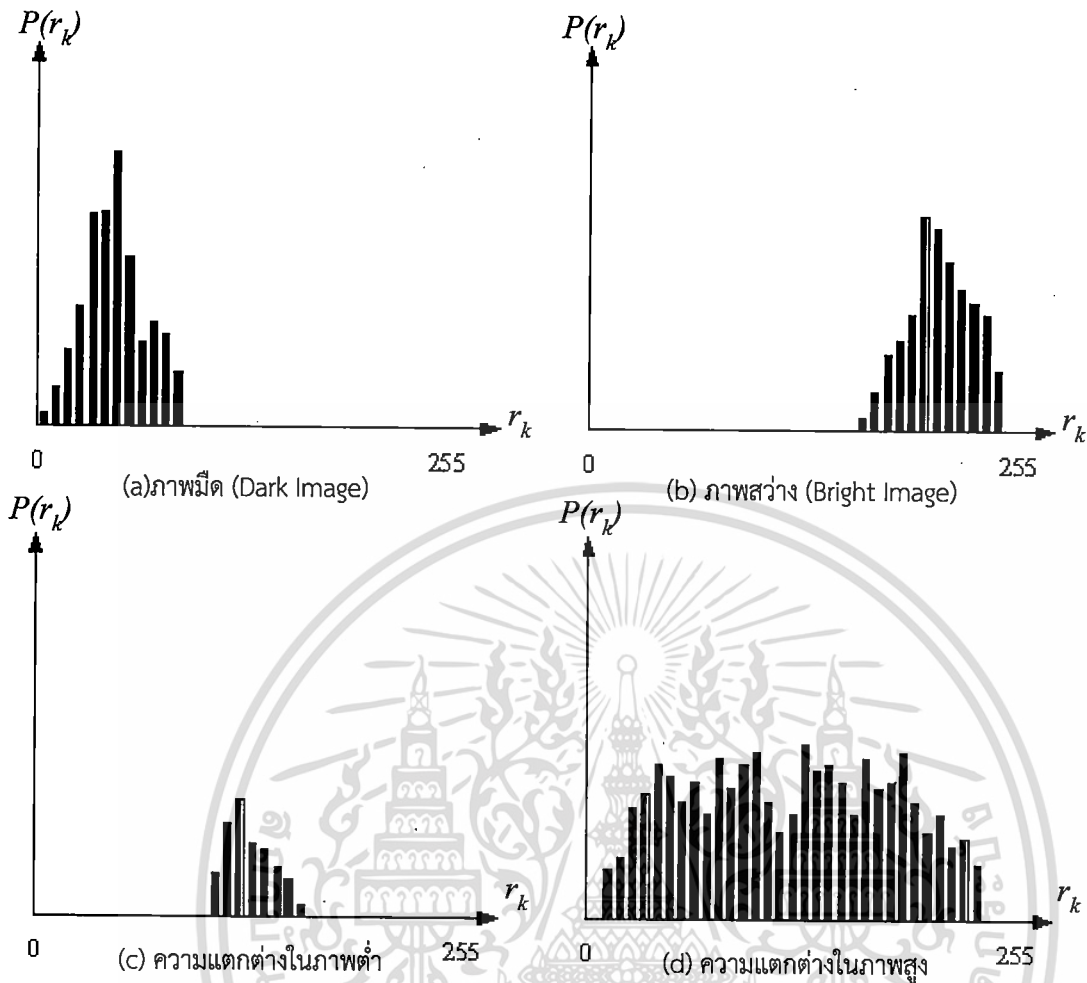 P(r_k)
r_k
0 255
(a)ภาพมืด (Dark Image)
P(r_k)
r_k
0 255
(b) ภาพสว่าง (Bright Image)
P(r_k)
r_k
0 255
(c) ความแตกต่างในภาพต่ำ
P(r_k)
r_k
0 255
(d) ความแตกต่างในภาพสูง